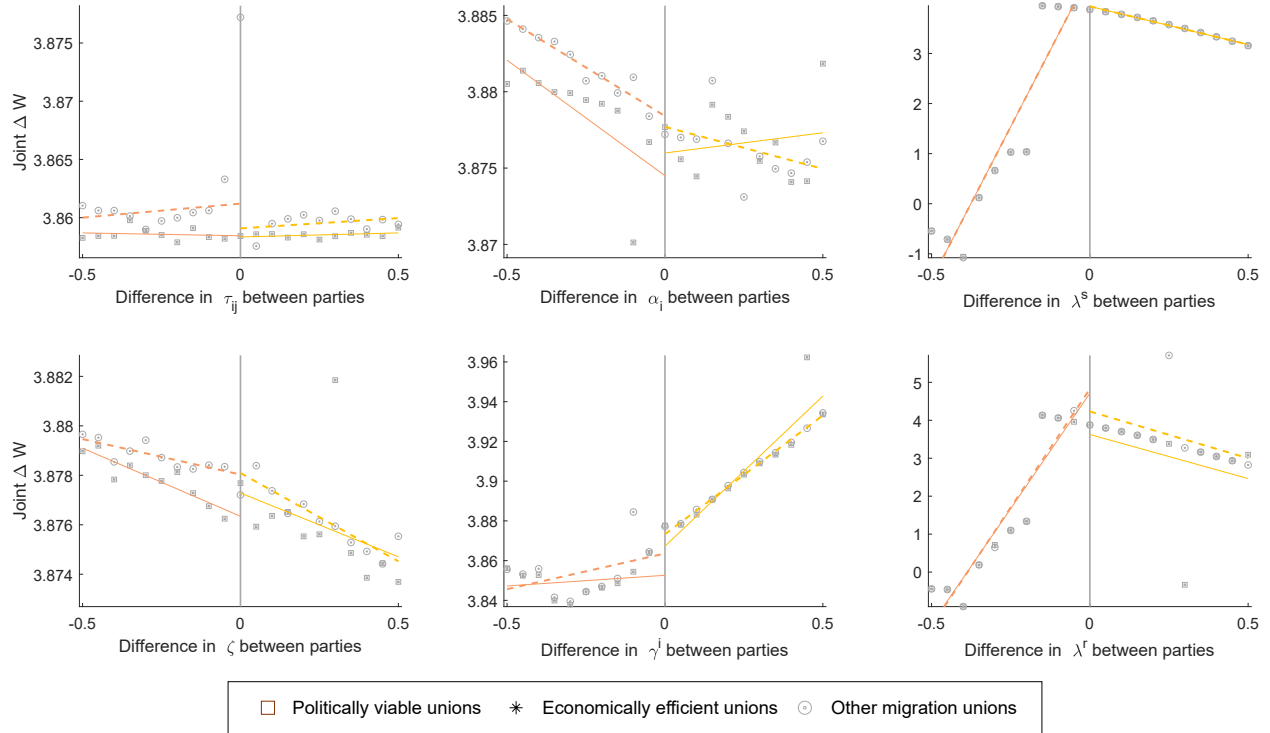 Joint Δ W
3.875
3.87
3.865
3.86
-0.5 0 0.5
Difference in τij between parties
3.885
3.88
3.875
3.87
-0.5 0 0.5
Difference in αi between parties
3
2
1
0
-1
-0.5 0 0.5
Difference in λs between parties
Joint Δ W
3.882
3.88
3.878
3.876
3.874
-0.5 0 0.5
Difference in ζ between parties
3.96
3.94
3.92
3.9
3.88
3.86
3.84
-0.5 0 0.5
Difference in γi between parties
5
4
3
2
1
0
-0.5 0 0.5
Difference in λr between parties
Politically viable unions Economically efficient unions Other migration unions